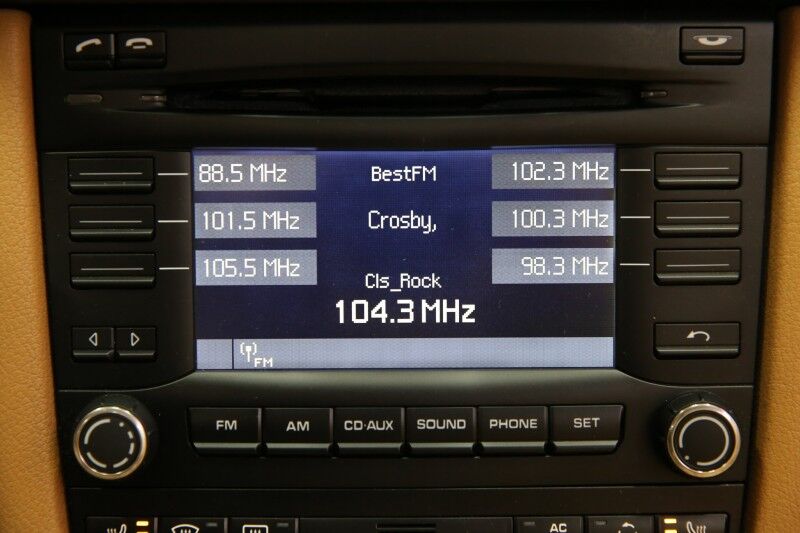 88.5 MHz BestFM 102.3 MHz
101.5 MHz Crosby, 100.3 MHz
105.5 MHz 98.3 MHz
Cls_Rock
104.3 MHz
FM
FM AM CD·AUX SOUND PHONE SET
AC